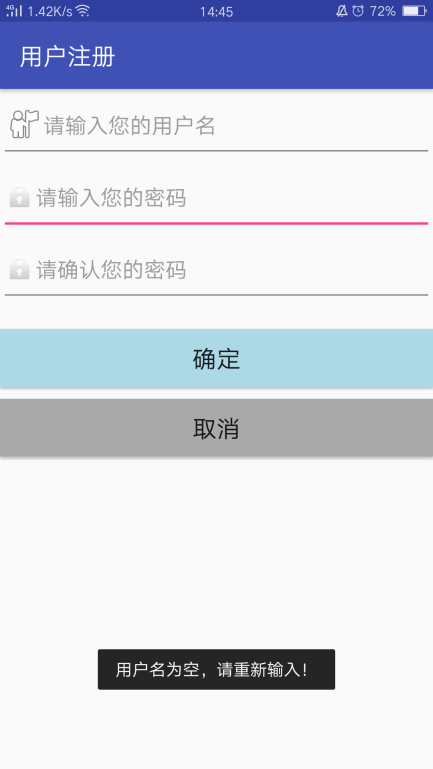 4G 1.42K/s 14:45 72%
用户注册
请输入您的用户名
请输入您的密码
请确认您的密码
确定
取消
用户名为空，请重新输入！